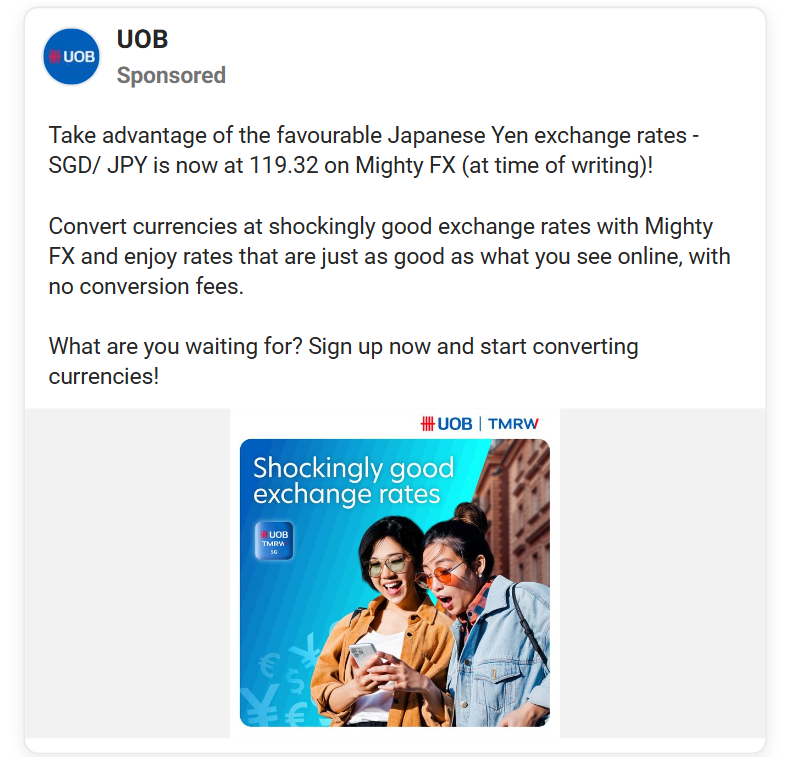 UOB
UOB
Sponsored
Take advantage of the favourable Japanese Yen exchange rates -
SGD/ JPY is now at 119.32 on Mighty FX (at time of writing)!
Convert currencies at shockingly good exchange rates with Mighty
FX and enjoy rates that are just as good as what you see online, with
no conversion fees.
What are you waiting for? Sign up now and start converting
currencies!
UOB | TMRW
Shockingly good
exchange rates
UOB
TMRW
SG
€ ¥
$
¥ €